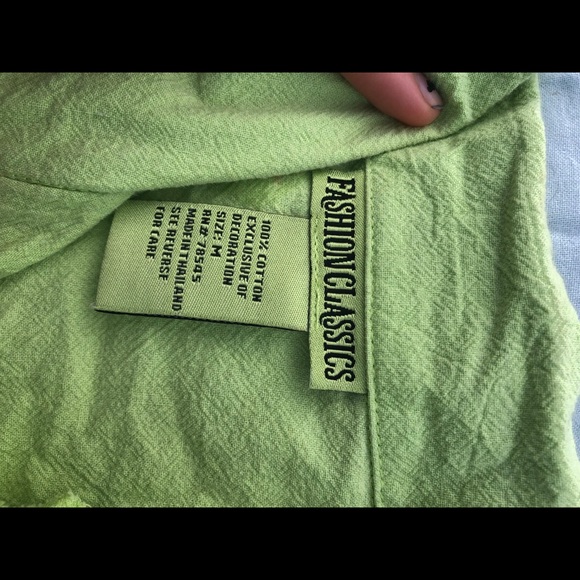 FASHION CLASSICS
100% COTTON
EXCLUSIVE OF
DECORATION
SIZE: M
RN# 78545
MADE IN THAILAND
SEE REVERSE
FOR CARE